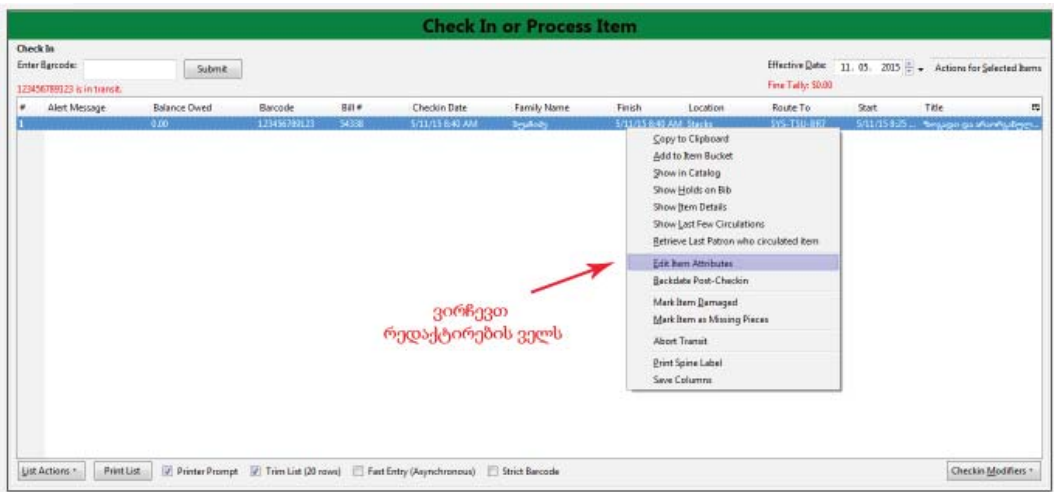 Check In or Process Item
Check In
Enter Barcode:
Submit
Effective Date: 11. 05. 2015
Actions for Selected Items
123456789123 is in transit.
Fine Tally: $0.00
# Alert Message Balance Owed Barcode Bill # Checkin Date Family Name Finish Location Route To Start Title
1 0.00 123456789123 54338 5/11/15 8:40 AM 5/11/15 8:40 AM Stacks SYS-TSU-BR7 5/11/15 8:25 ...
Copy to Clipboard
Add to Item Bucket
Show in Catalog
Show Holds on Bib
Show Item Details
Show Last Few Circulations
Retrieve Last Patron who circulated item
Edit Item Attributes
Backdate Post-Checkin
Mark Item Damaged
Mark Item as Missing Pieces
Abort Transit
Print Spine Label
Save Columns
ვირჩევთ
რედაქტირების ველს
List Actions
Print List
Printer Prompt
Trim List (20 rows)
Fast Entry (Asynchronous)
Strict Barcode
Checkin Modifiers